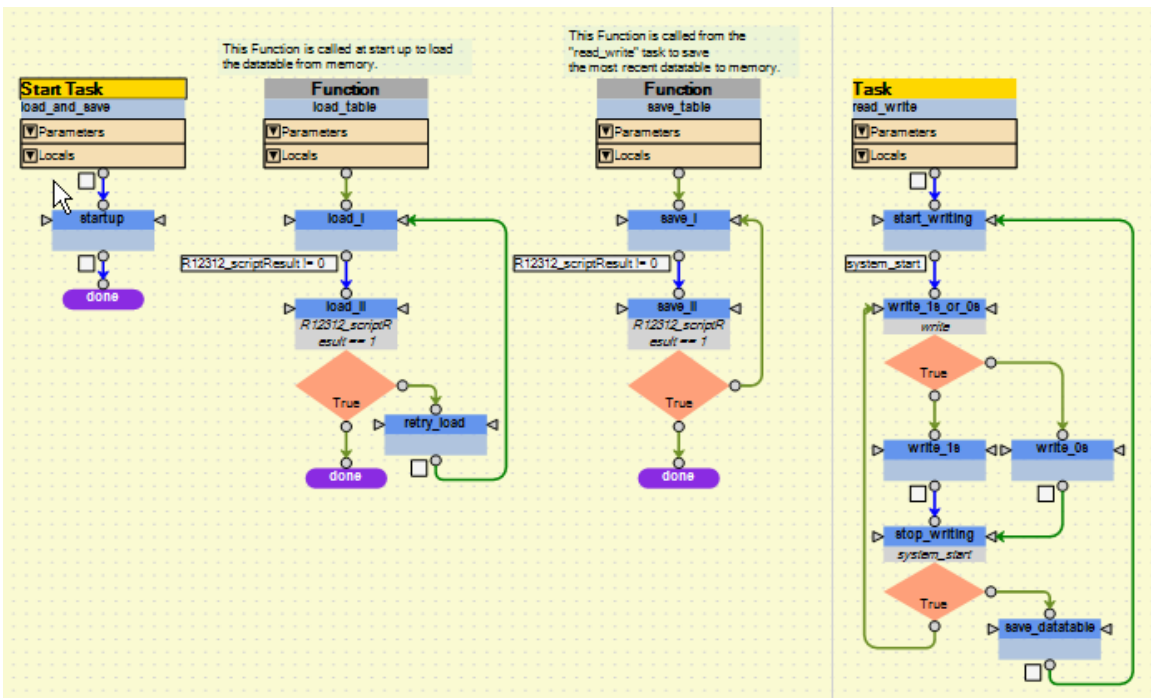 This Function is called at start up to load
the datatable from memory.
This Function is called from the
"read_write" task to save
the most recent datatable to memory.
Start Task
load_and_save
Parameters
Locals
startup
done
Function
load_table
Parameters
Locals
load_I
R12312_scriptResult != 0
load_II
R12312_scriptR
esult == 1
True
retry_load
done
Function
save_table
Parameters
Locals
save_I
R12312_scriptResult != 0
save_II
R12312_scriptR
esult == 1
True
done
Task
read_write
Parameters
Locals
start_writing
system_start
write_1s_or_0s
write
True
write_1s
write_0s
stop_writing
system_start
True
save_datatable